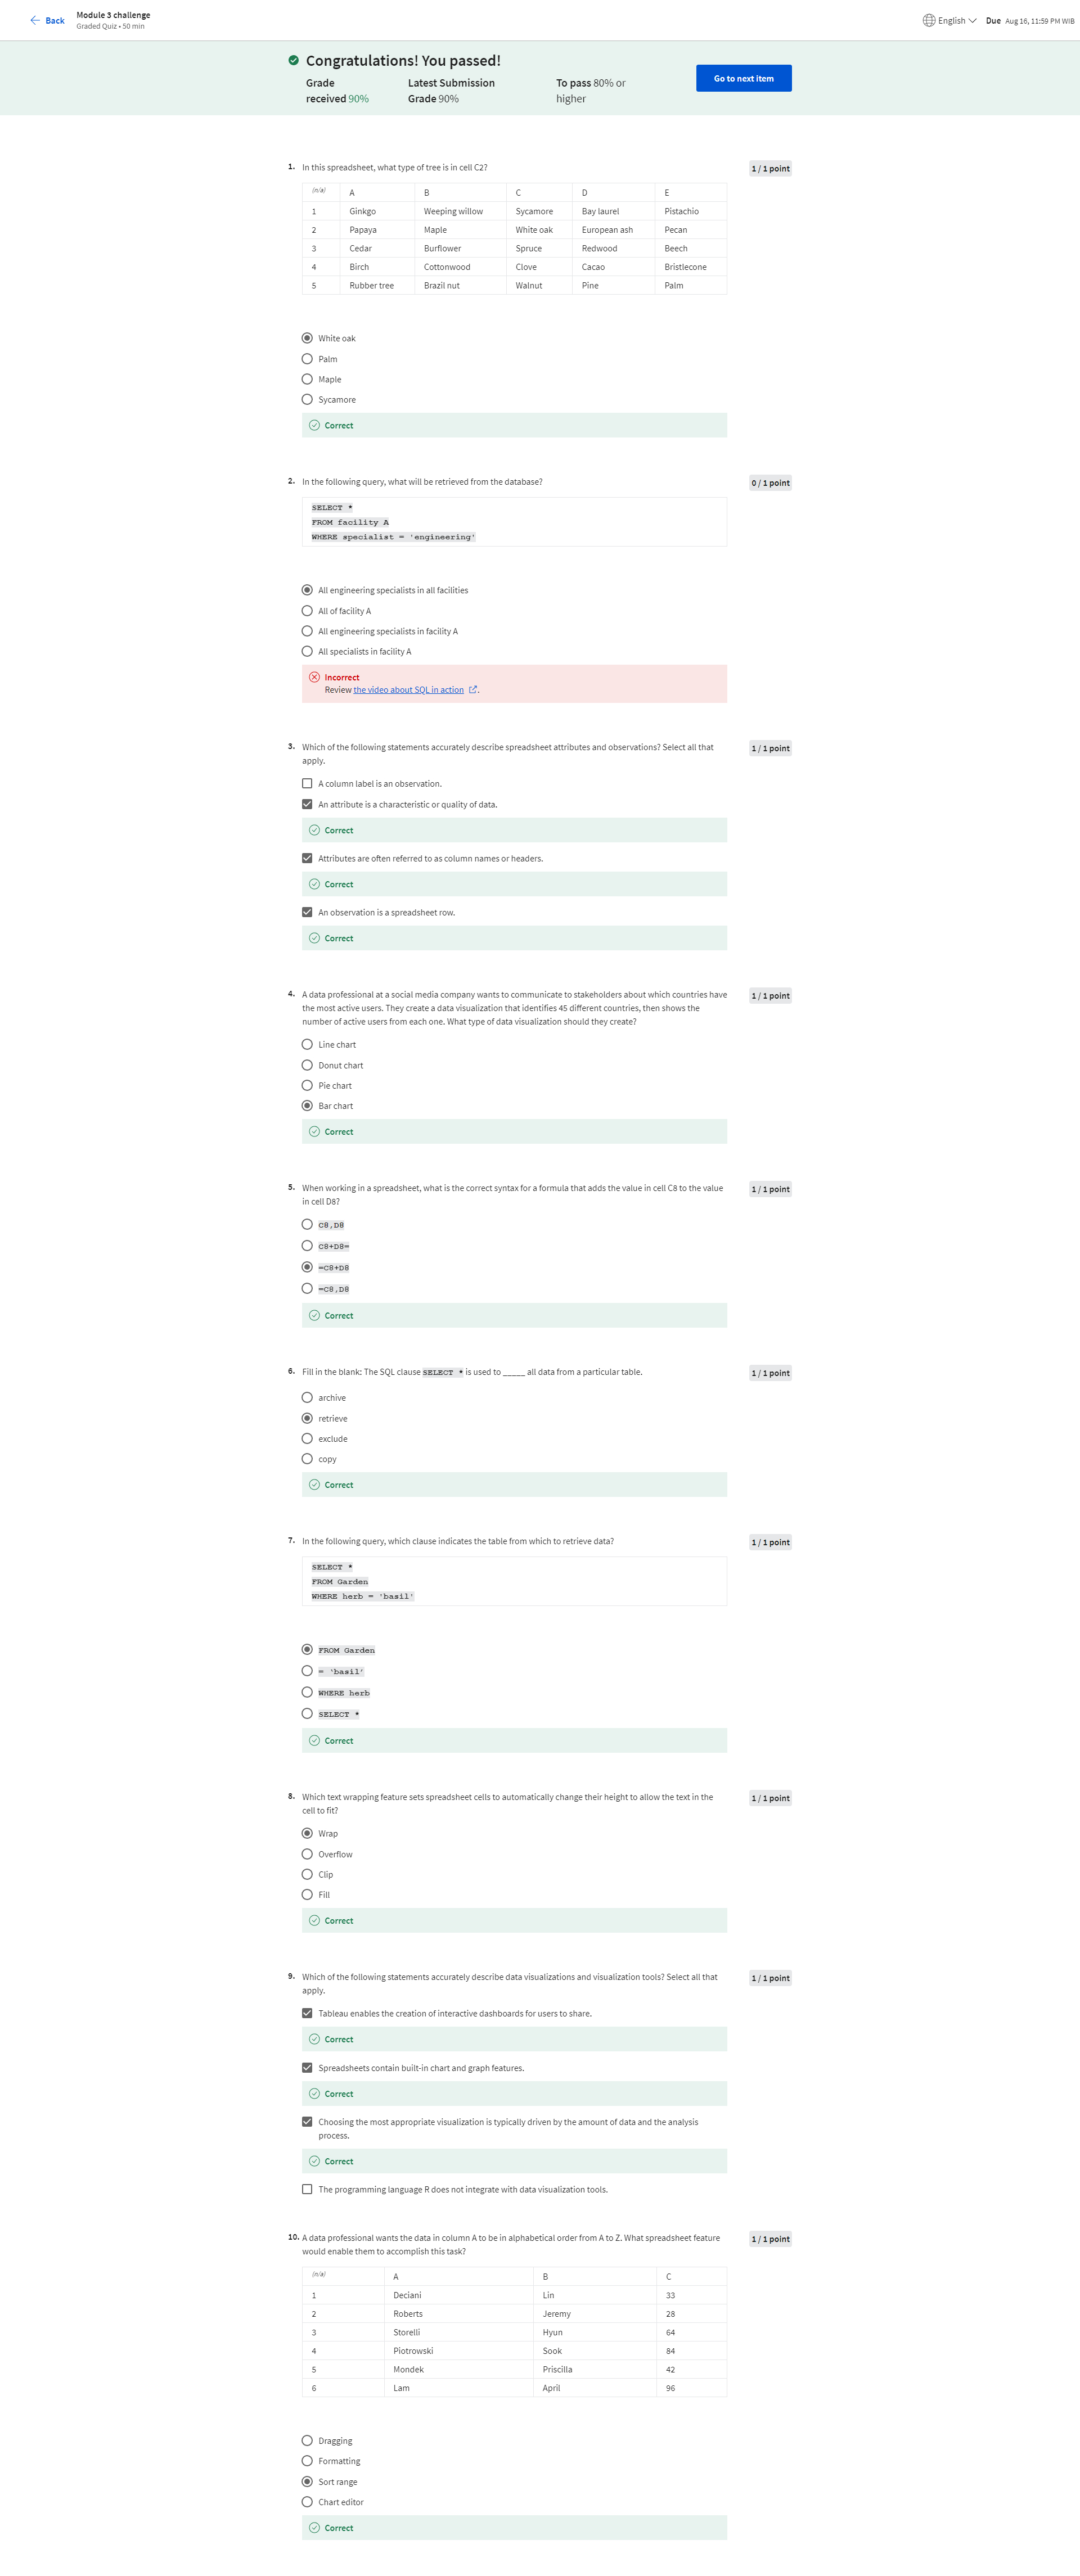 Back
Module 3 challenge
Graded Quiz • 50 min
English
Due Aug 16, 11:59 PM WIB
Congratulations! You passed!
Grade received 90%
Latest Submission Grade 90%
To pass 80% or higher
Go to next item
1. In this spreadsheet, what type of tree is in cell C2?
1 / 1 point
(n/a) A B C D E
1 Ginkgo Weeping willow Sycamore Bay laurel Pistachio
2 Papaya Maple White oak European ash Pecan
3 Cedar Burflower Spruce Redwood Beech
4 Birch Cottonwood Clove Cacao Bristlecone
5 Rubber tree Brazil nut Walnut Pine Palm
White oak
Palm
Maple
Sycamore
Correct
2. In the following query, what will be retrieved from the database?
0 / 1 point
SELECT *
FROM facility A
WHERE specialist = 'engineering'
All engineering specialists in all facilities
All of facility A
All engineering specialists in facility A
All specialists in facility A
Incorrect
Review the video about SQL in action .
3. Which of the following statements accurately describe spreadsheet attributes and observations? Select all that
apply.
1 / 1 point
A column label is an observation.
An attribute is a characteristic or quality of data.
Correct
Attributes are often referred to as column names or headers.
Correct
An observation is a spreadsheet row.
Correct
4. A data professional at a social media company wants to communicate to stakeholders about which countries have
the most active users. They create a data visualization that identifies 45 different countries, then shows the
number of active users from each one. What type of data visualization should they create?
1 / 1 point
Line chart
Donut chart
Pie chart
Bar chart
Correct
5. When working in a spreadsheet, what is the correct syntax for a formula that adds the value in cell C8 to the value
in cell D8?
1 / 1 point
C8,D8
C8+D8=
=C8+D8
=C8,D8
Correct
6. Fill in the blank: The SQL clause SELECT * is used to _____ all data from a particular table.
1 / 1 point
archive
retrieve
exclude
copy
Correct
7. In the following query, which clause indicates the table from which to retrieve data?
1 / 1 point
SELECT *
FROM Garden
WHERE herb = 'basil'
FROM Garden
= 'basil'
WHERE herb
SELECT *
Correct
8. Which text wrapping feature sets spreadsheet cells to automatically change their height to allow the text in the
cell to fit?
1 / 1 point
Wrap
Overflow
Clip
Fill
Correct
9. Which of the following statements accurately describe data visualizations and visualization tools? Select all that
apply.
1 / 1 point
Tableau enables the creation of interactive dashboards for users to share.
Correct
Spreadsheets contain built-in chart and graph features.
Correct
Choosing the most appropriate visualization is typically driven by the amount of data and the analysis
process.
Correct
The programming language R does not integrate with data visualization tools.
10. A data professional wants the data in column A to be in alphabetical order from A to Z. What spreadsheet feature
would enable them to accomplish this task?
1 / 1 point
(n/a) A B C
1 Deciani Lin 33
2 Roberts Jeremy 28
3 Storelli Hyun 64
4 Piotrowski Sook 84
5 Mondek Priscilla 42
6 Lam April 96
Dragging
Formatting
Sort range
Chart editor
Correct